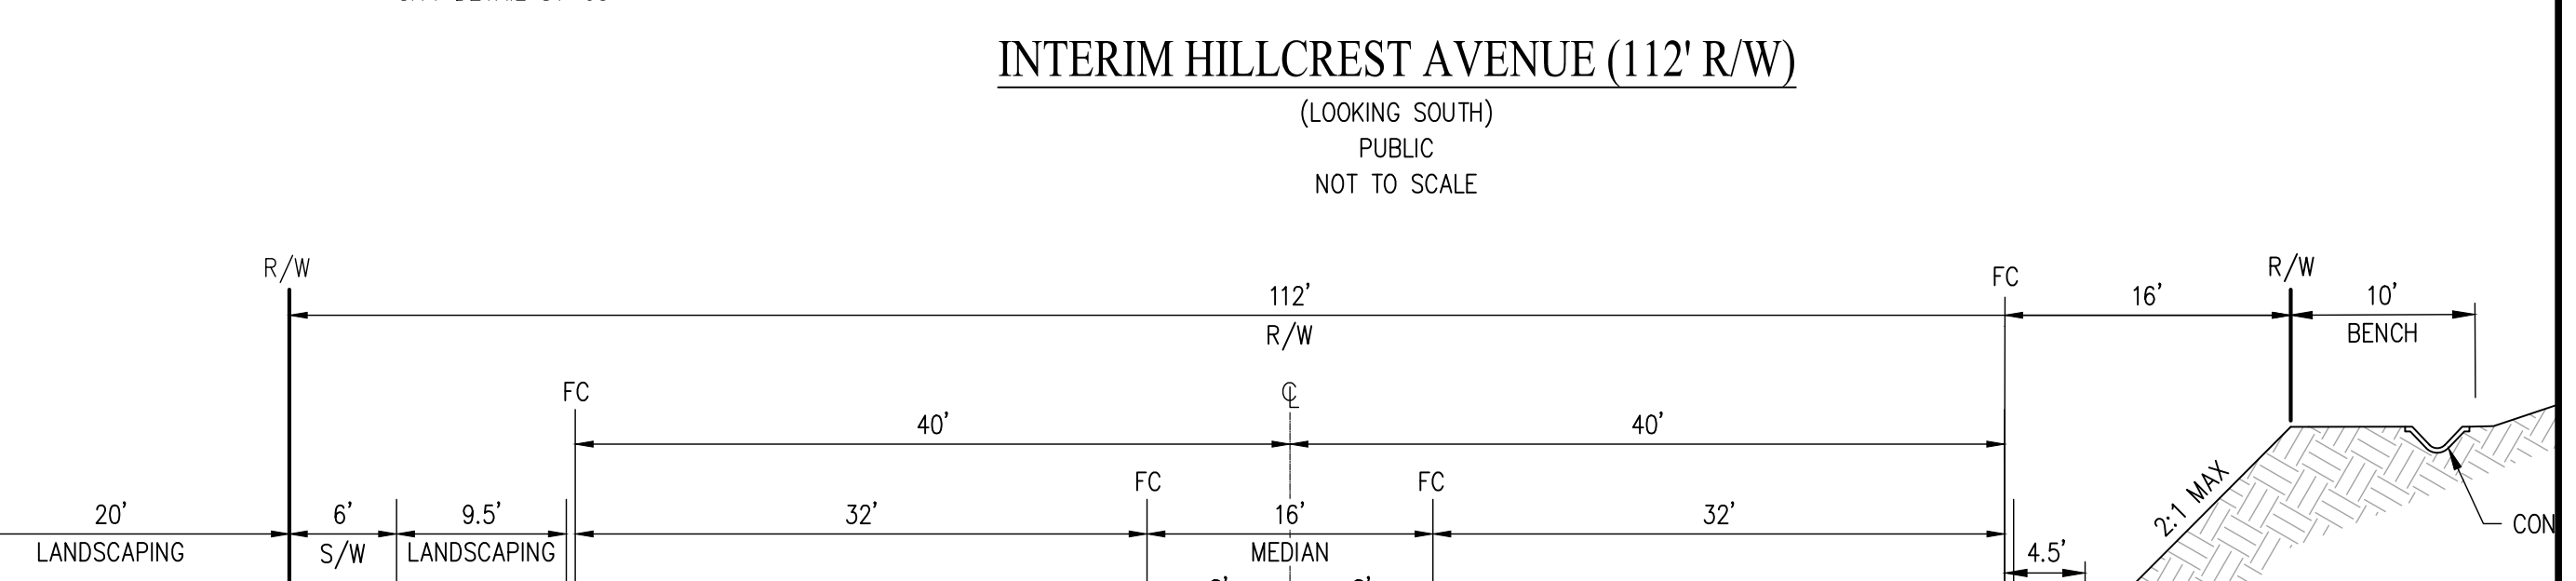 INTERIM HILLCREST AVENUE (112' R/W)
(LOOKING SOUTH)
PUBLIC
NOT TO SCALE
R/W
FC
R/W
112'
16'
10'
R/W
BENCH
FC
℄
40'
40'
FC
FC
2:1 MAX
20'
6'
9.5'
32'
16'
32'
CON
LANDSCAPING
S/W
LANDSCAPING
MEDIAN
4.5'